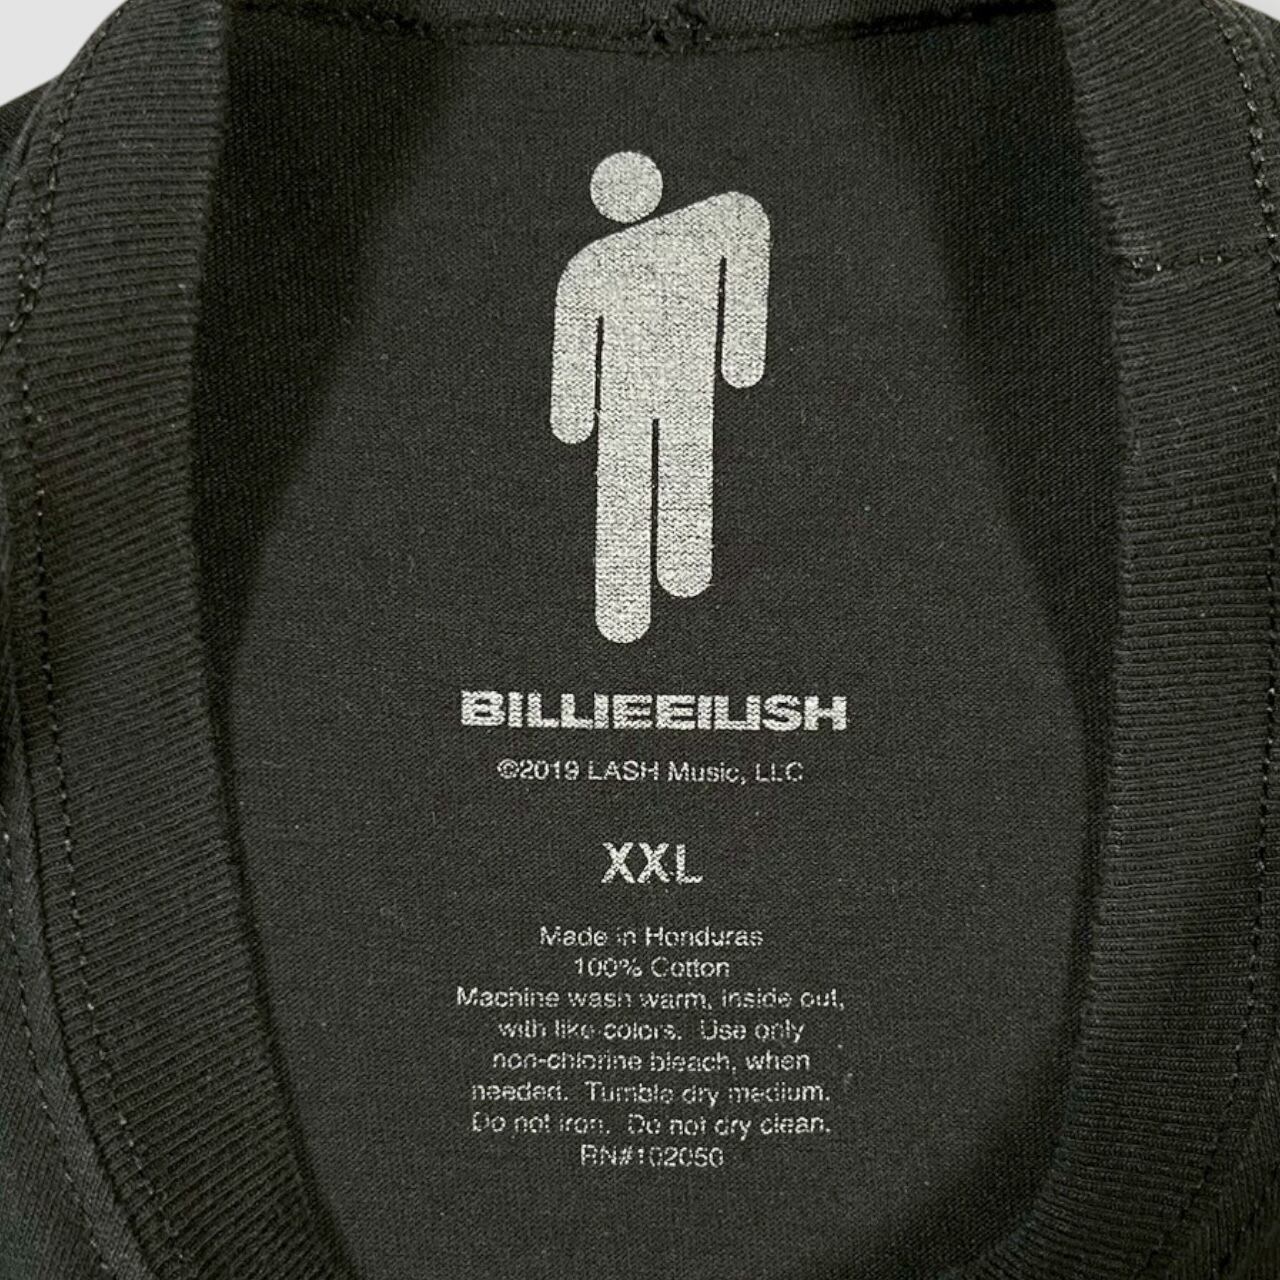 BILLIEEILISH
©2019 LASH Music, LLC
XXL
Made in Honduras
100% Cotton
Machine wash warm, inside out,
with like colors. Use only
non-chlorine bleach, when
needed. Tumble dry medium.
Do not iron. Do not dry clean.
RN#102050